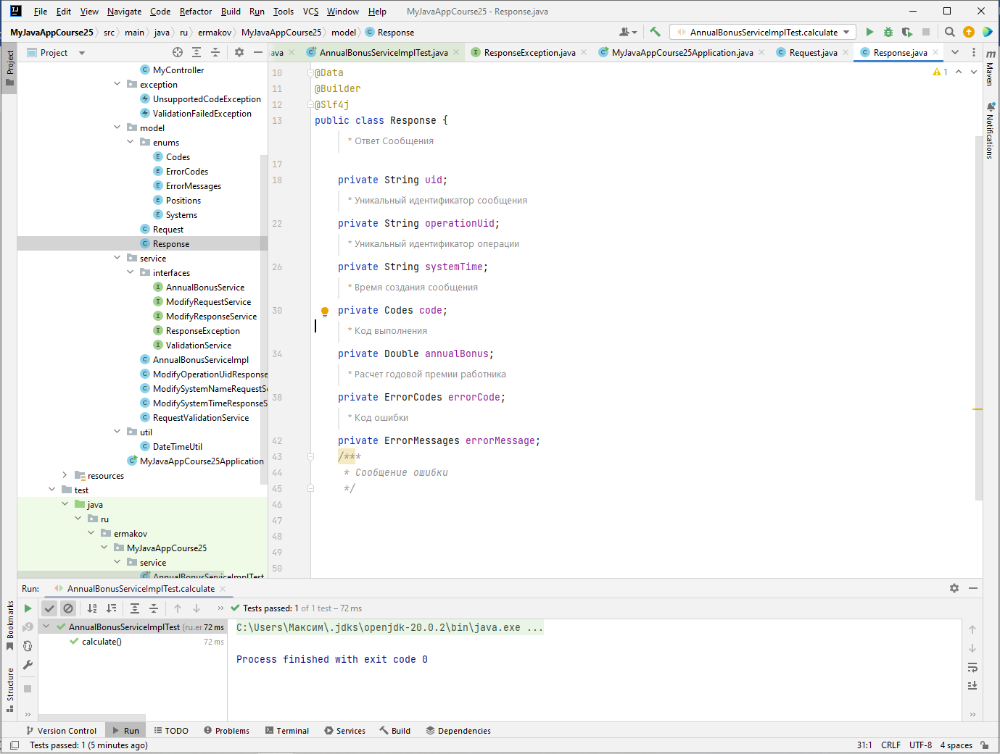 File Edit View Navigate Code Refactor Build Run Tools VCS Window Help MyJavaAppCourse25 - Response.java
MyJavaAppCourse25 src main java ru ermakov MyJavaAppCourse25 model Response AnnualBonusServiceImplTest.calculate
Project
Project
ava AnnualBonusServiceImplTest.java ResponseException.java MyJavaAppCourse25Application.java Request.java Response.java
Maven
Notifications
MyController
exception
UnsupportedCodeException
ValidationFailedException
model
enums
Codes
ErrorCodes
ErrorMessages
Positions
Systems
Request
Response
service
interfaces
AnnualBonusService
ModifyRequestService
ModifyResponseService
ResponseException
ValidationService
AnnualBonusServiceImpl
ModifyOperationUidResponse
ModifySystemNameRequestSe
ModifySystemTimeResponseS
RequestValidationService
util
DateTimeUtil
MyJavaAppCourse25Application
resources
test
java
ru
ermakov
MyJavaAppCourse25
service
AnnualBonusServiceImplTest
1
10 @Data
11 @Builder
12 @Slf4j
13 public class Response {
* Ответ Сообщения
17
18 private String uid;
* Уникальный идентификатор сообщения
22 private String operationUid;
* Уникальный идентификатор операции
26 private String systemTime;
* Время создания сообщения
30 private Codes code;
* Код выполнения
34 private Double annualBonus;
* Расчет годовой премии работника
38 private ErrorCodes errorCode;
* Код ошибки
42 private ErrorMessages errorMessage;
43 /***
44 * Сообщение ошибки
45 */
46
47
48
49
50
Run: AnnualBonusServiceImplTest.calculate
Tests passed: 1 of 1 test – 72 ms
AnnualBonusServiceImplTest (ru.er 72 ms
calculate() 72 ms
C:\Users\Максим\.jdks\openjdk-20.0.2\bin\java.exe ...
Process finished with exit code 0
Bookmarks
Structure
Version Control Run TODO Problems Terminal Services Build Dependencies
Tests passed: 1 (5 minutes ago) 31:1 CRLF UTF-8 4 spaces